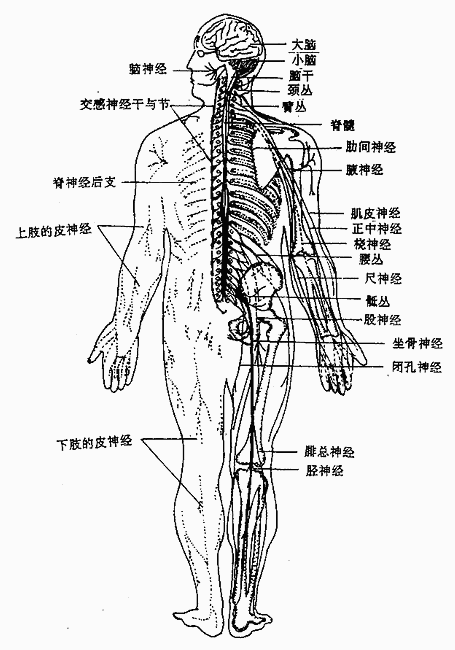 大脑
小脑
脑神经
脑干
颈丛
交感神经干与节
臂丛
脊髓
肋间神经
腋神经
脊神经后支
肌皮神经
上肢的皮神经
正中神经
桡神经
腰丛
尺神经
骶丛
股神经
坐骨神经
闭孔神经
下肢的皮神经
腓总神经
胫神经